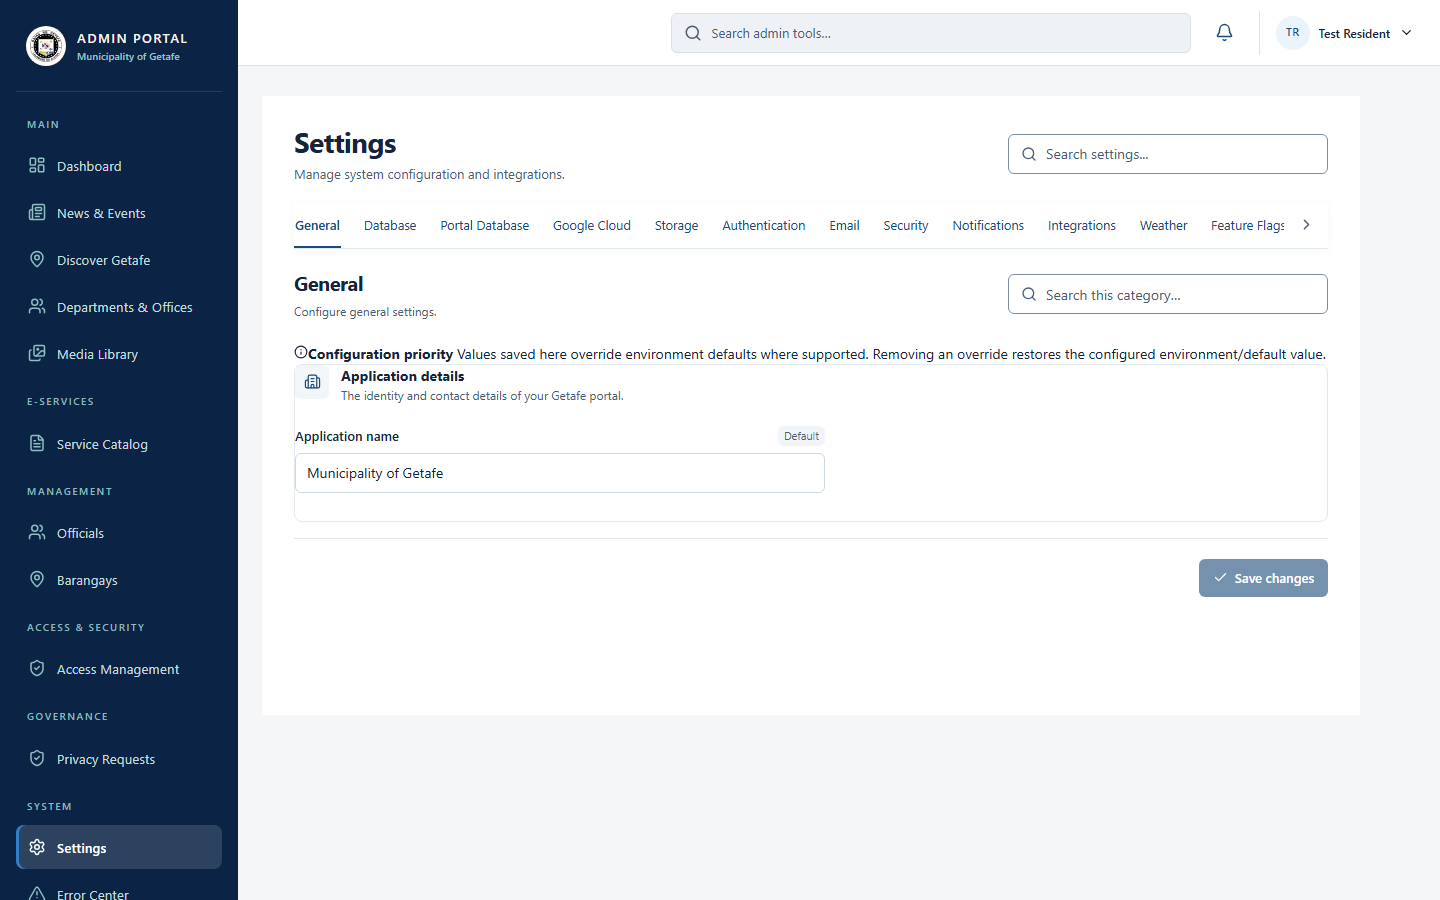 ADMIN PORTAL
Municipality of Getafe
MAIN
Dashboard
News & Events
Discover Getafe
Departments & Offices
Media Library
E-SERVICES
Service Catalog
MANAGEMENT
Officials
Barangays
ACCESS & SECURITY
Access Management
GOVERNANCE
Privacy Requests
SYSTEM
Settings
Error Center
Search admin tools...
TR
Test Resident
Settings
Manage system configuration and integrations.
Search settings...
General Database Portal Database Google Cloud Storage Authentication Email Security Notifications Integrations Weather Feature Flags
General
Configure general settings.
Search this category...
Configuration priority Values saved here override environment defaults where supported. Removing an override restores the configured environment/default value.
Application details
The identity and contact details of your Getafe portal.
Application name
Default
Municipality of Getafe
Save changes